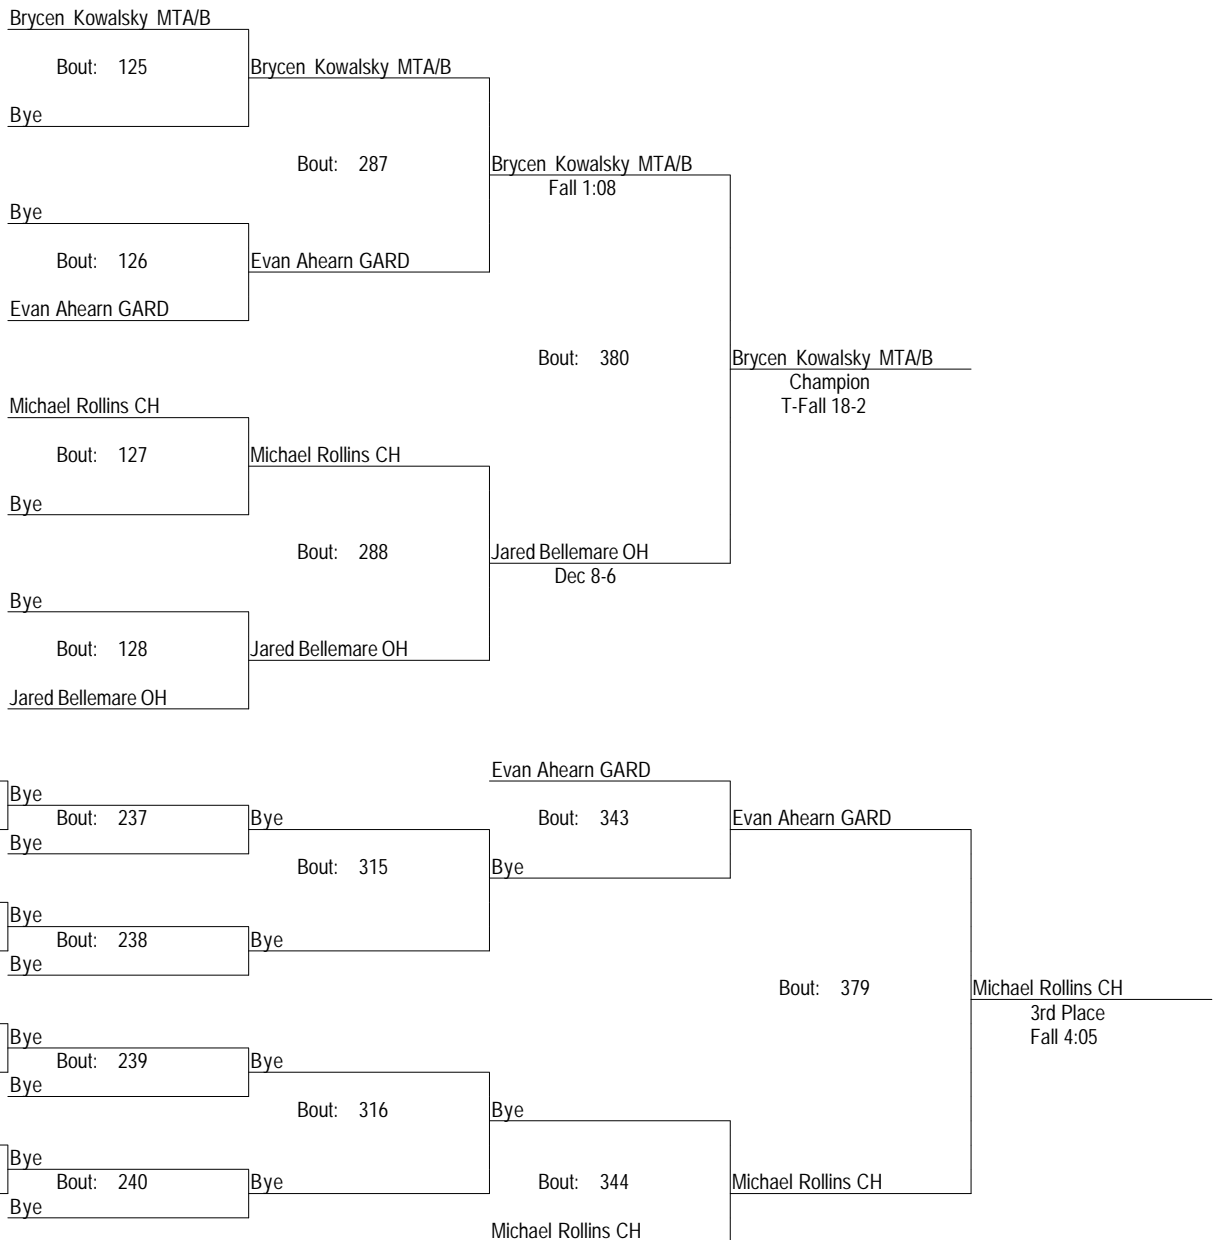 Brycen Kowalsky MTA/B
Bout: 125 Brycen Kowalsky MTA/B
Bye
Bout: 287 Brycen Kowalsky MTA/B
Fall 1:08
Bye
Bout: 126 Evan Ahearn GARD
Evan Ahearn GARD
Bout: 380 Brycen Kowalsky MTA/B
Champion
T-Fall 18-2
Michael Rollins CH
Bout: 127 Michael Rollins CH
Bye
Bout: 288 Jared Bellemare OH
Dec 8-6
Bye
Bout: 128 Jared Bellemare OH
Jared Bellemare OH
Evan Ahearn GARD
Bye
Bout: 237 Bye Bout: 343 Evan Ahearn GARD
Bye
Bout: 315 Bye
Bye
Bout: 238 Bye
Bye
Bout: 379 Michael Rollins CH
3rd Place
Fall 4:05
Bye
Bout: 239 Bye
Bye
Bout: 316 Bye
Bye
Bout: 240 Bye Bout: 344 Michael Rollins CH
Bye
Michael Rollins CH